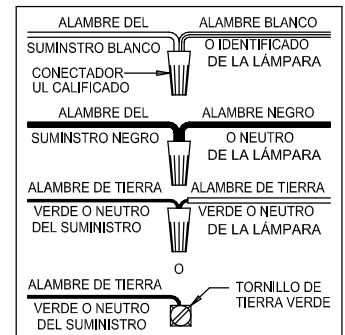 ALAMBRE DEL ALAMBRE BLANCO
SUMINSTRO BLANCO O IDENTIFICADO
DE LA LÁMPARA
CONECTADOR
UL CALIFICADO
ALAMBRE DEL ALAMBRE NEGRO
SUMINSTRO NEGRO O NEUTRO
DE LA LÁMPARA
ALAMBRE DE TIERRA ALAMBRE DE TIERRA
VERDE O NEUTRO VERDE O NEUTRO
DEL SUMINISTRO DE LA LÁMPARA
O
ALAMBRE DE TIERRA TORNILLO DE
TIERRA VERDE
VERDE O NEUTRO
DEL SUMINISTRO